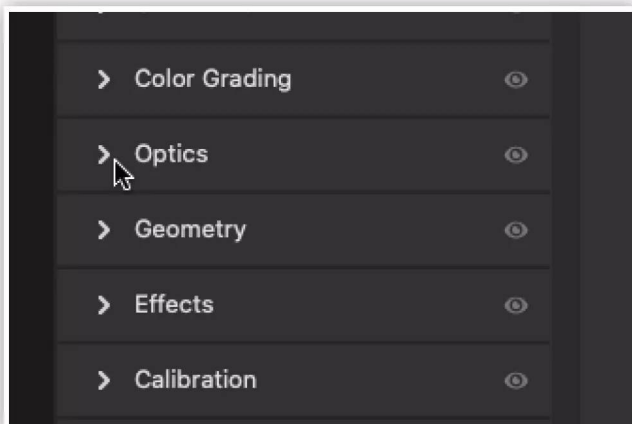 Color Grading
Optics
Geometry
Effects
Calibration